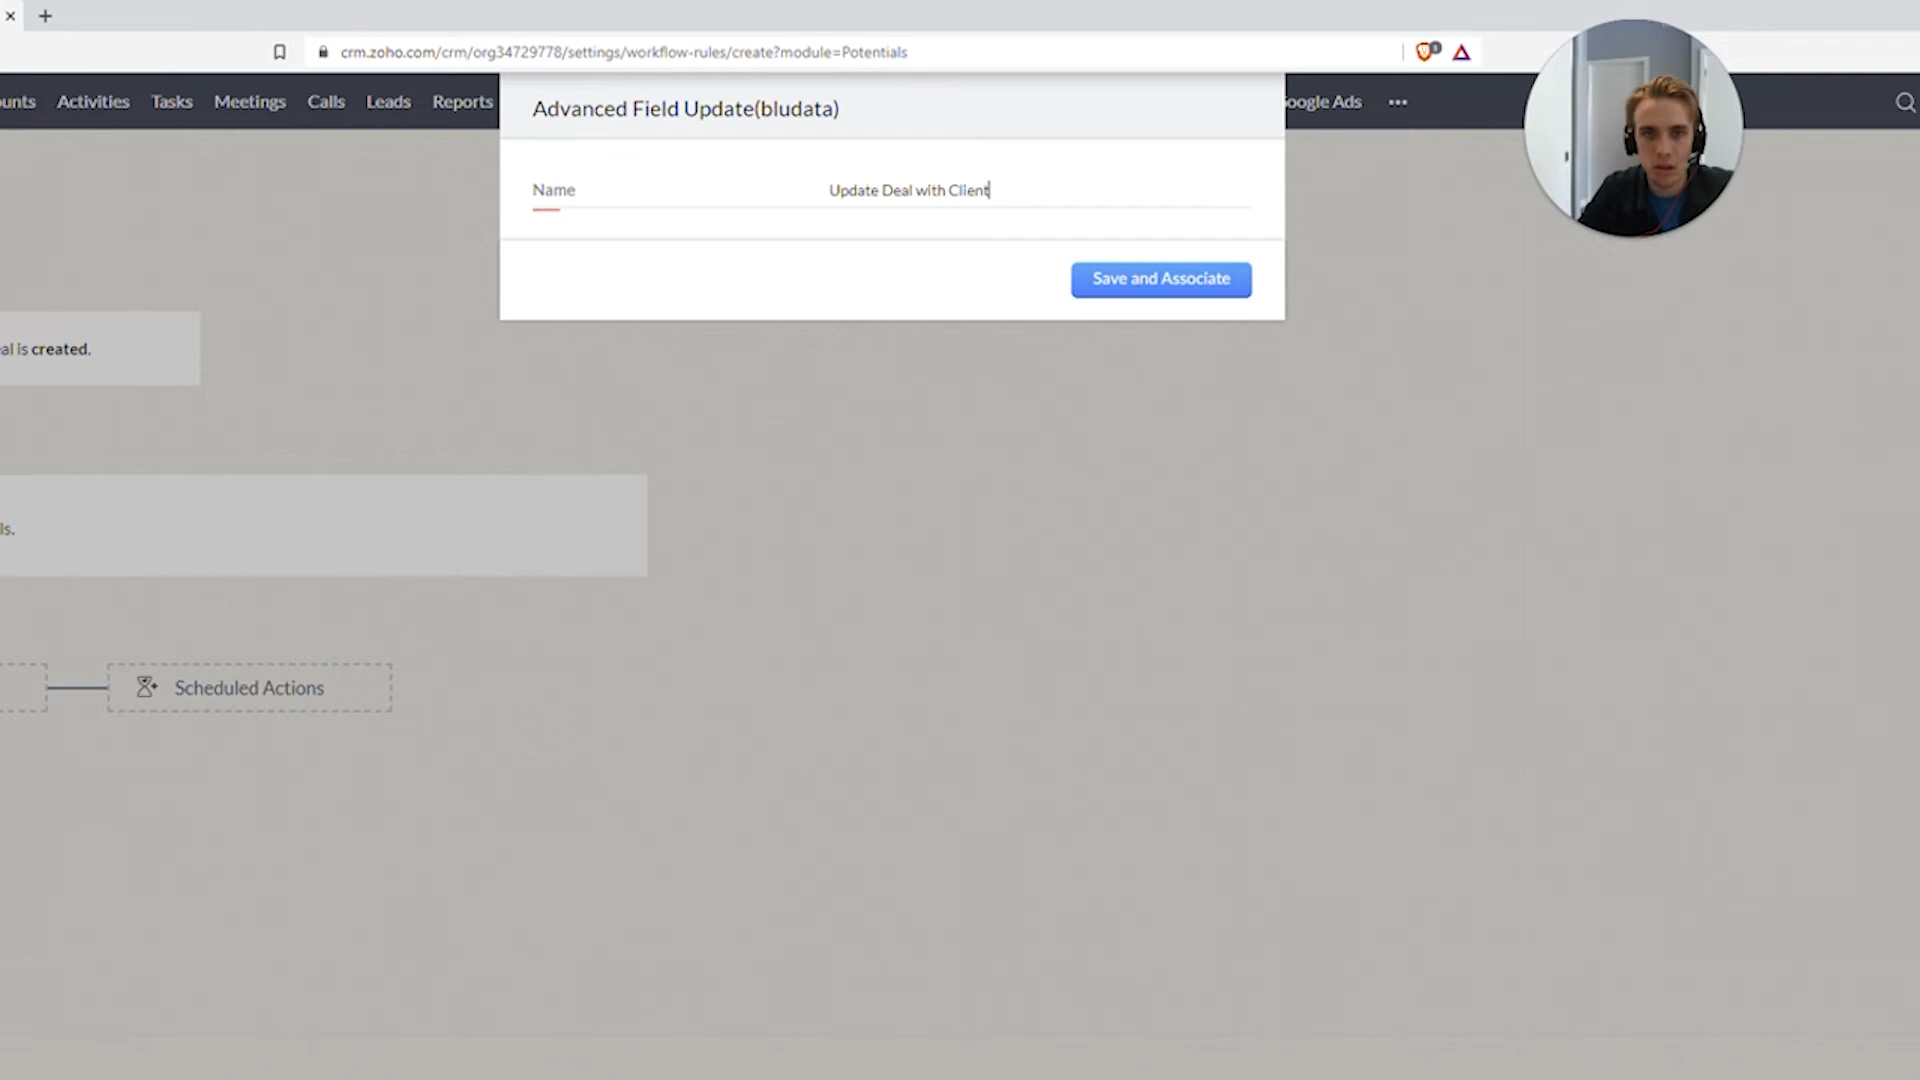 crm.zoho.com/crm/org34729778/settings/workflow-rules/create?module=Potentials
unts Activities Tasks Meetings Calls Leads Reports oogle Ads
Advanced Field Update(bludata)
Name Update Deal with Client
Save and Associate
al is created.
ls.
Scheduled Actions